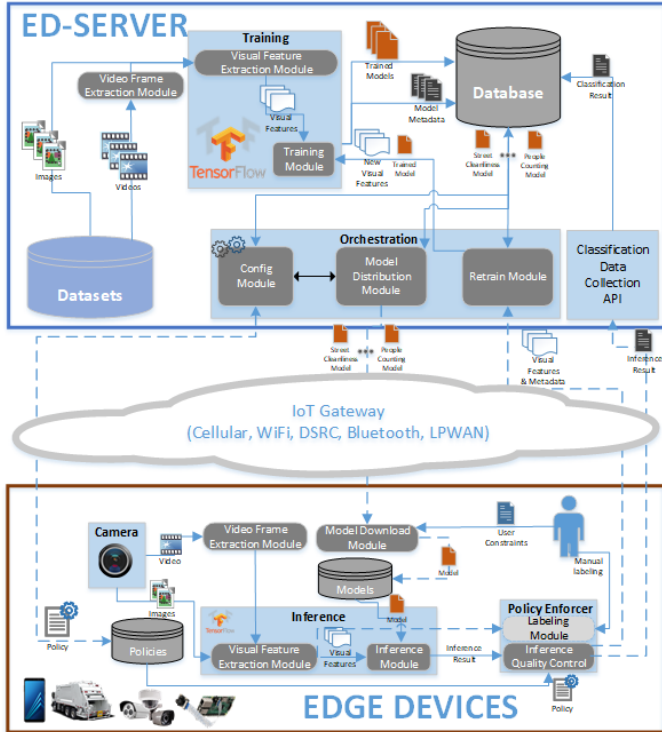 ED-SERVER
Training
Visual Feature
Extraction Module
Video Frame
Extraction Module
Visual
Features
TensorFlow
Training
Module
Images
Videos
Datasets
Trained
Models
Model
Metadata
New
Visual
Features
Trained
Model
Database
Classification
Result
Street
Cleanliness
Model
People
Counting
Model
Orchestration
Config
Module
Model
Distribution
Module
Retrain Module
Classification
Data
Collection
API
Street
Cleanliness
Model
People
Counting
Model
Visual
Features
& Metadata
Inference
Result
IoT Gateway
(Cellular, WiFi, DSRC, Bluetooth, LPWAN)
Camera
Video
Images
Video Frame
Extraction Module
Model Download
Module
User
Constraints
Manual
labeling
Model
Models
Model
Policy
Policies
TensorFlow
Inference
Visual Feature
Extraction Module
Visual
Features
Inference
Module
Inference
Result
Policy Enforcer
Labeling
Module
Inference
Quality Control
Policy
EDGE DEVICES